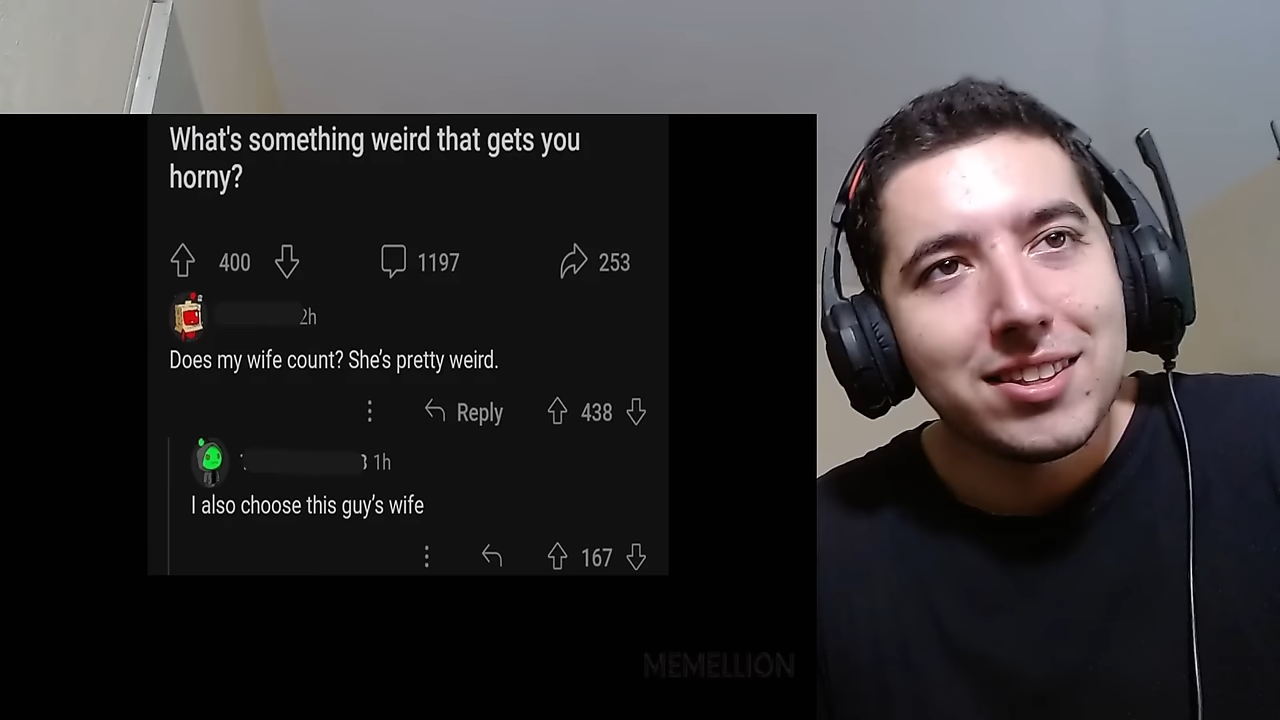 What's something weird that gets you
horny?
400
1197
253
2h
Does my wife count? She's pretty weird.
Reply
438
1h
I also choose this guy's wife
167
MEMELLION